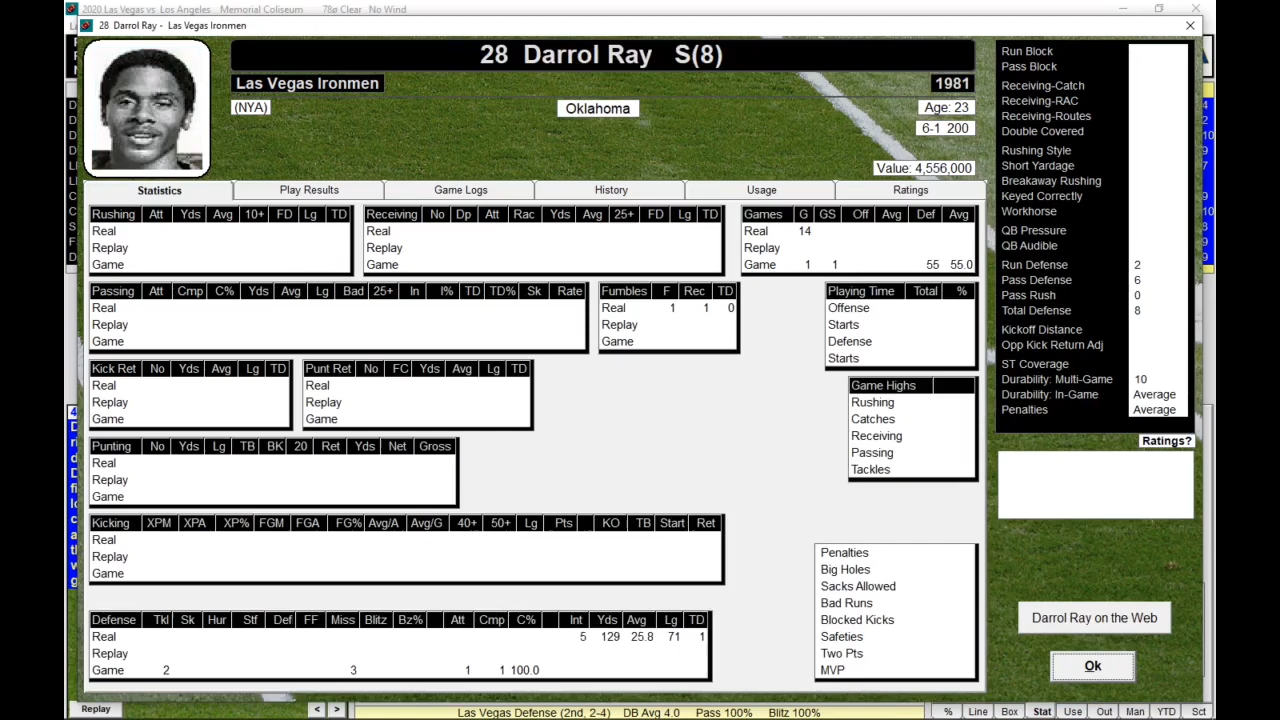 2020 Las Vegas vs Los Angeles Memorial Coliseum 78ø Clear No Wind
28 Darrol Ray - Las Vegas Ironmen
28 Darrol Ray S(8)
Las Vegas Ironmen 1981
(NYA) Oklahoma Age: 23
6-1 200
Value: 4,556,000
Statistics Play Results Game Logs History Usage Ratings
Rushing Att Yds Avg 10+ FD Lg TD
Real
Replay
Game
Receiving No Dp Att Rac Yds Avg 25+ FD Lg TD
Real
Replay
Game
Games G GS Off Avg Def Avg
Real 14
Replay
Game 1 1 55 55.0
Passing Att Cmp C% Yds Avg Lg Bad 25+ In I% TD TD% Sk Rate
Real
Replay
Game
Fumbles F Rec TD
Real 1 1 0
Replay
Game
Playing Time Total %
Offense
Starts
Defense
Starts
Kick Ret No Yds Avg Lg TD
Real
Replay
Game
Punt Ret No FC Yds Avg Lg TD
Real
Replay
Game
Game Highs
Rushing
Catches
Receiving
Passing
Tackles
Punting No Yds Lg TB BK 20 Ret Yds Net Gross
Real
Replay
Game
Kicking XPM XPA XP% FGM FGA FG% Avg/A Avg/G 40+ 50+ Lg Pts KO TB Start Ret
Real
Replay
Game
Penalties
Big Holes
Sacks Allowed
Bad Runs
Blocked Kicks
Safeties
Two Pts
MVP
Defense Tkl Sk Hur Stf Def FF Miss Blitz Bz% Att Cmp C% Int Yds Avg Lg TD
Real 5 129 25.8 71 1
Replay
Game 2 3 1 1 100.0
Run Block
Pass Block
Receiving-Catch
Receiving-RAC
Receiving-Routes
Double Covered
Rushing Style
Short Yardage
Breakaway Rushing
Keyed Correctly
Workhorse
QB Pressure
QB Audible
Run Defense 2
Pass Defense 6
Pass Rush 0
Total Defense 8
Kickoff Distance
Opp Kick Return Adj
ST Coverage
Durability: Multi-Game 10
Durability: In-Game Average
Penalties Average
Ratings?
Darrol Ray on the Web
Ok
Replay < > Las Vegas Defense (2nd, 2-4) DB Avg 4.0 Pass 100% Blitz 100% % Line Box Stat Use Out Man YTD Sct